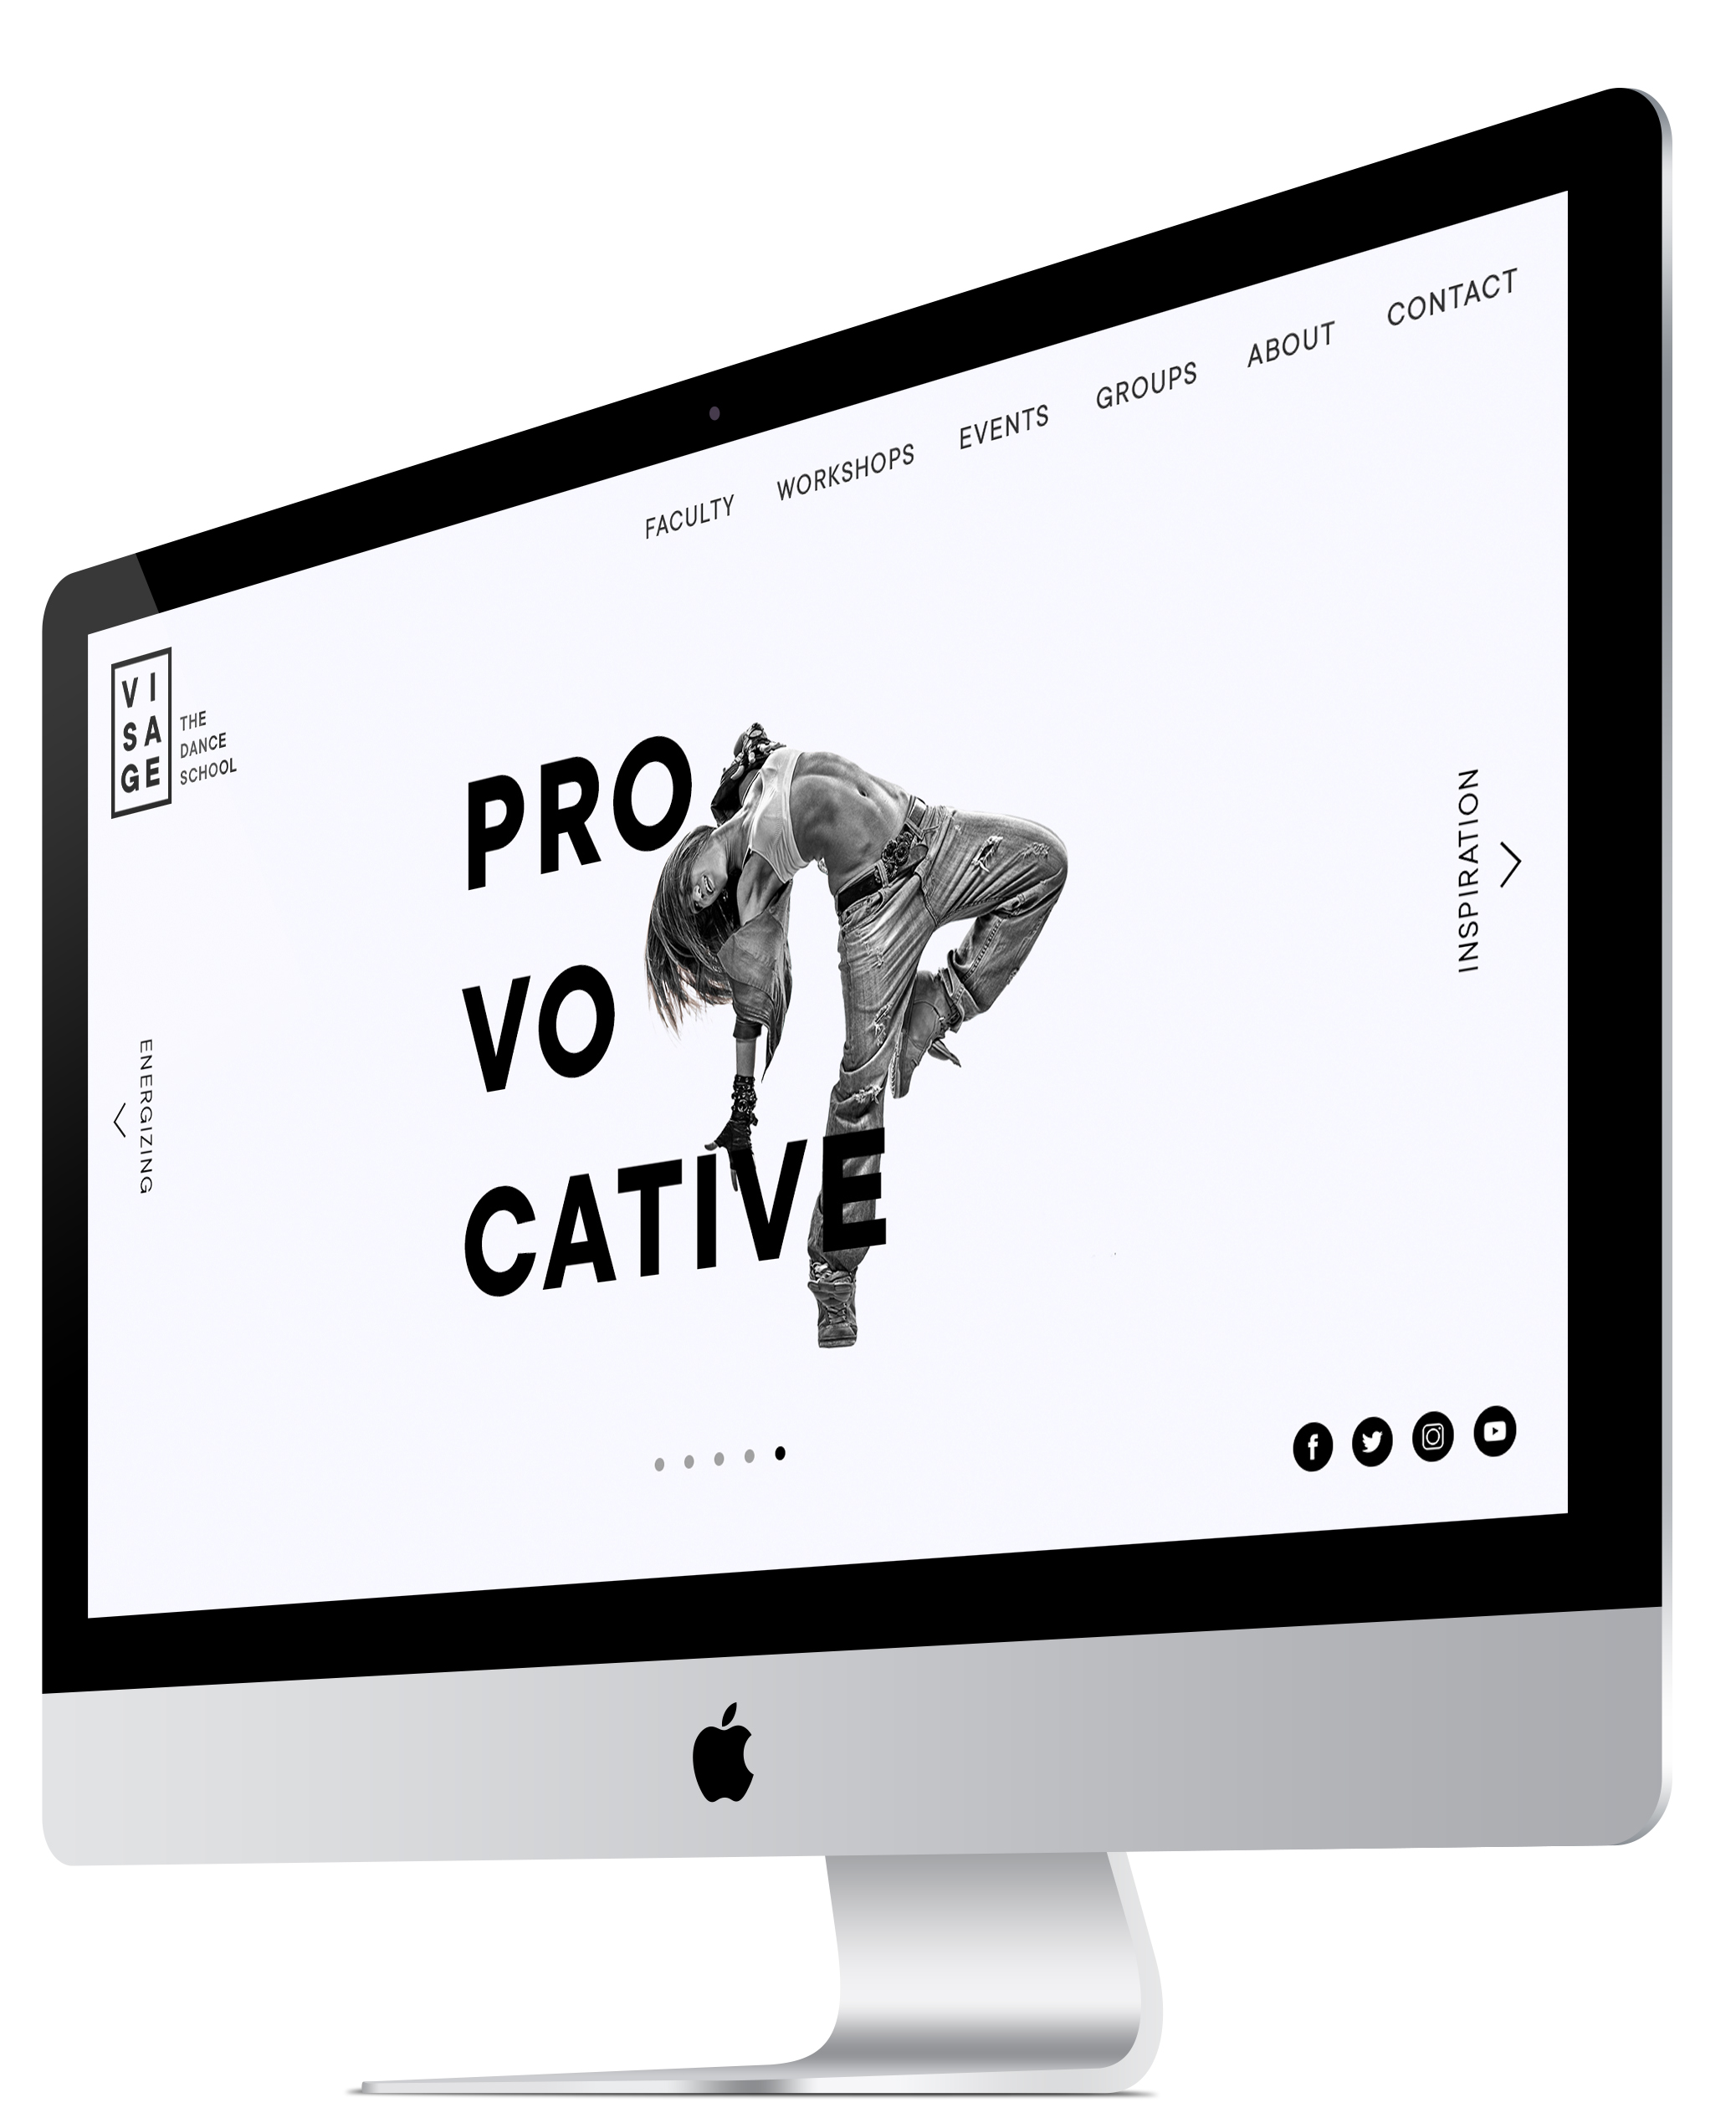 FACULTY WORKSHOPS EVENTS GROUPS ABOUT CONTACT
VI
SA
GE
THE
DANCE
SCHOOL
PRO
VO
CATIVE
ENERGIZING
INSPIRATION